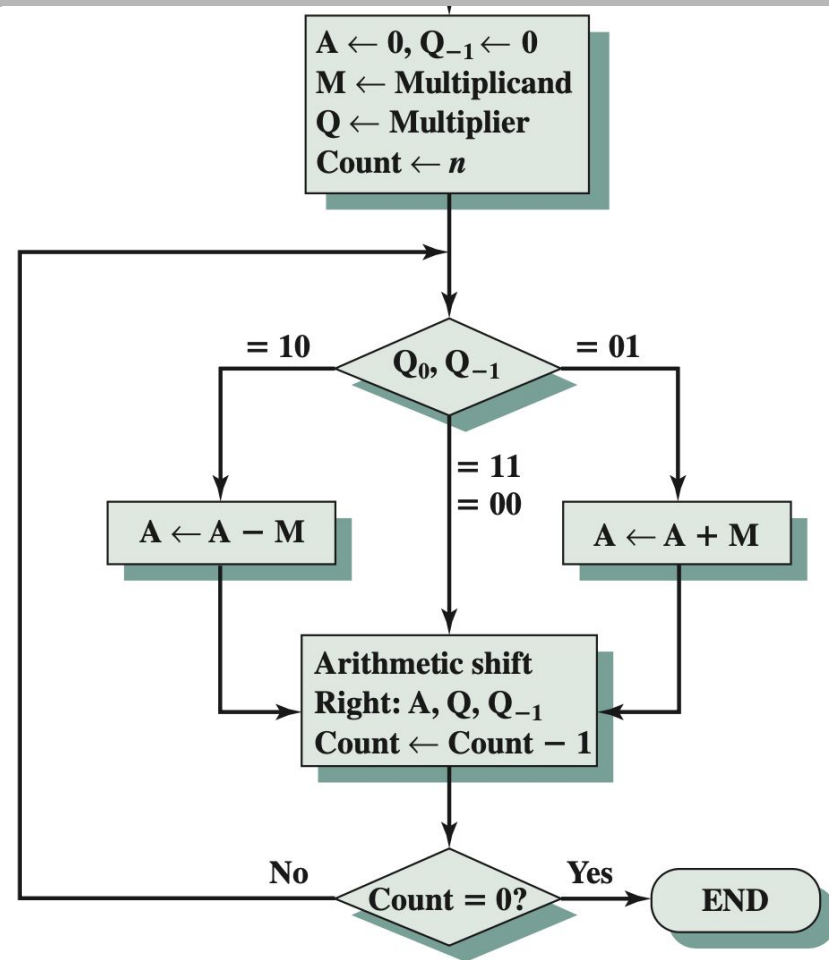 A ← 0, Q₋₁ ← 0
M ← Multiplicand
Q ← Multiplier
Count ← n
= 10
Q₀, Q₋₁
= 01
= 11
= 00
A ← A − M
A ← A + M
Arithmetic shift
Right: A, Q, Q₋₁
Count ← Count − 1
No
Count = 0?
Yes
END